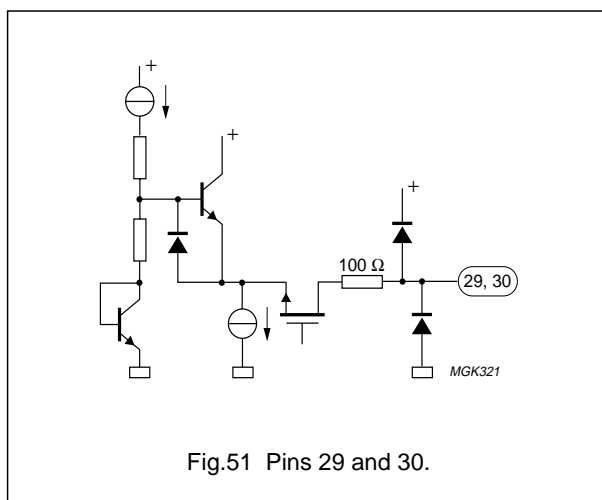 +
+
+
100 Ω
29, 30
MGK321
Fig.51 Pins 29 and 30.